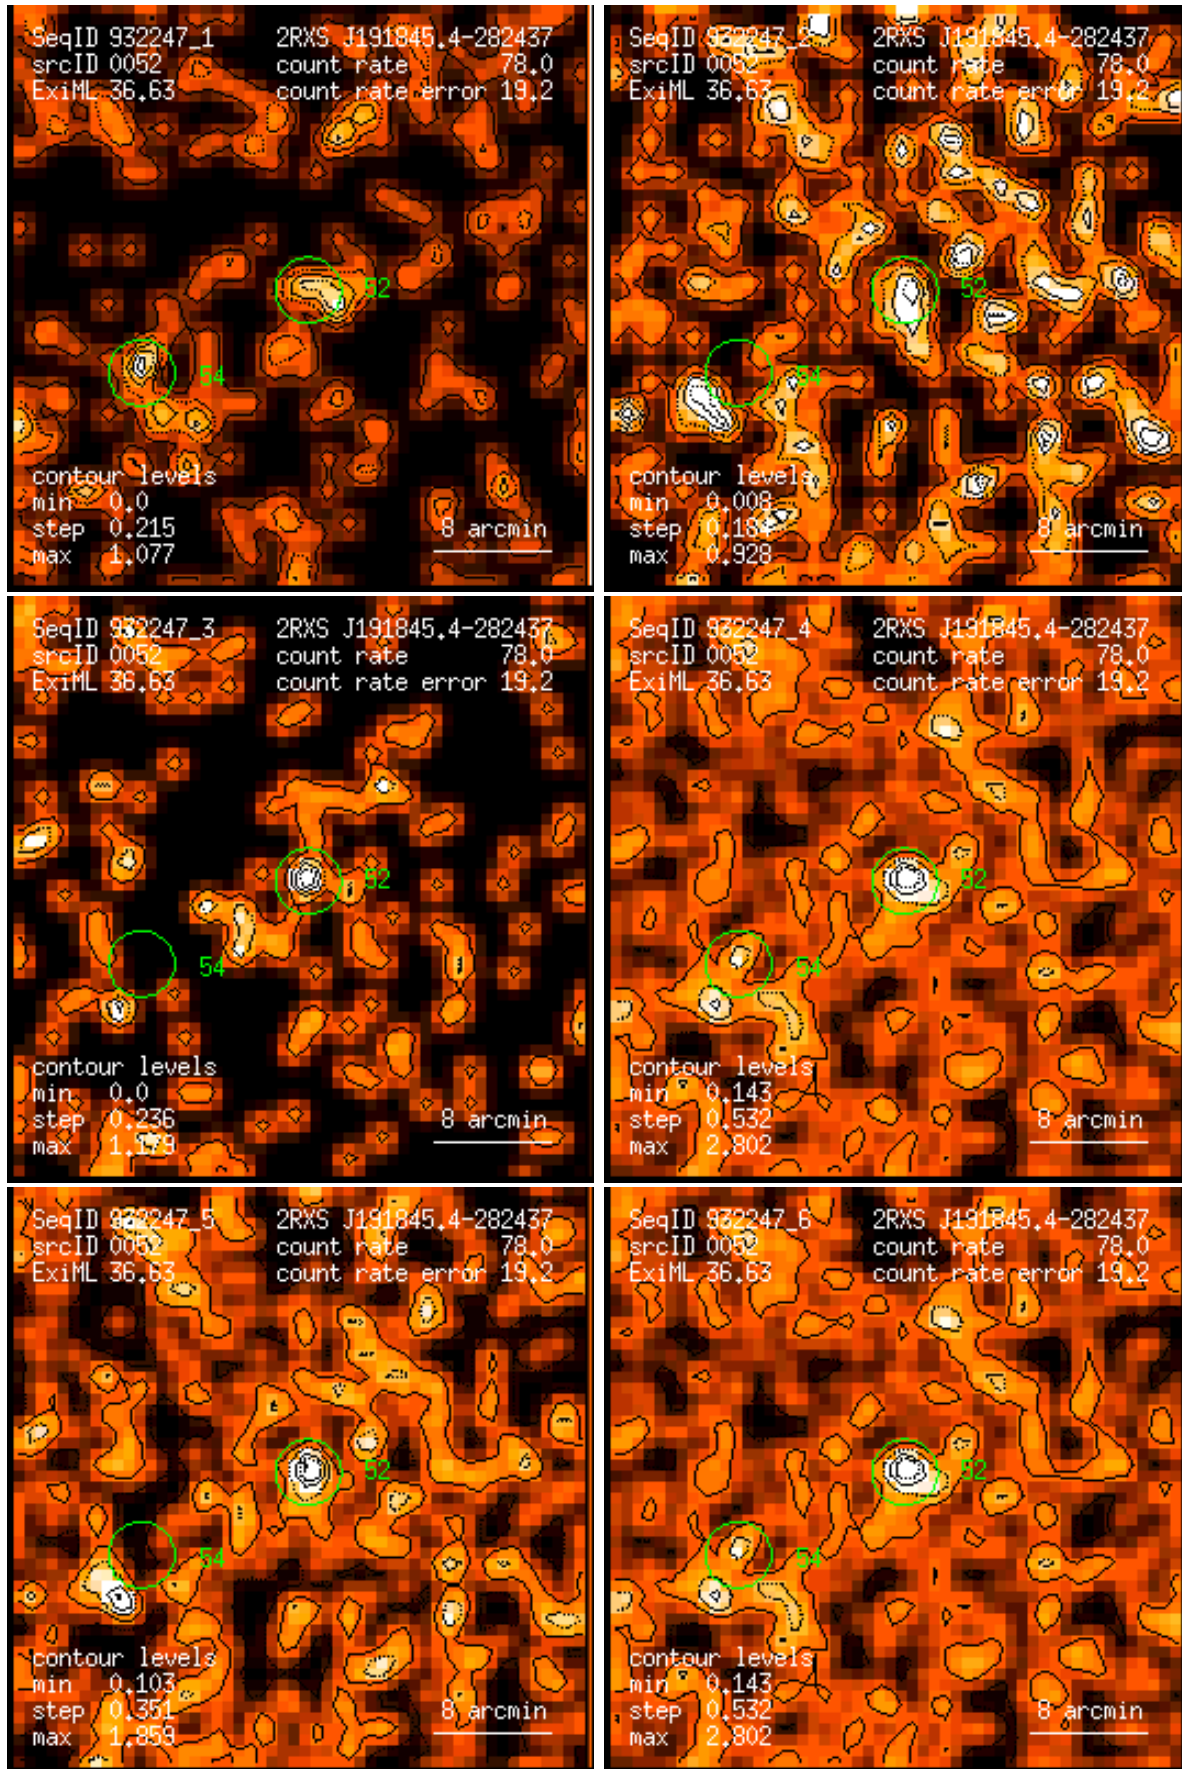 SeqID 932247_1 2RXS J191845.4-282437
srcID 0052 count rate 78.0
ExiML 36.63 count rate error 19.2
52
54
contour levels
min 0.0
step 0.215 8 arcmin
max 1.077
SeqID 932247_2 2RXS J191845.4-282437
srcID 0052 count rate 78.0
ExiML 36.63 count rate error 19.2
52
54
contour levels
min 0.008
step 0.184 8 arcmin
max 0.928
SeqID 932247_3 2RXS J191845.4-282437
srcID 0052 count rate 78.0
ExiML 36.63 count rate error 19.2
52
54
contour levels
min 0.0
step 0.236 8 arcmin
max 1.179
SeqID 932247_4 2RXS J191845.4-282437
srcID 0052 count rate 78.0
ExiML 36.63 count rate error 19.2
52
54
contour levels
min 0.143
step 0.532 8 arcmin
max 2.802
SeqID 932247_5 2RXS J191845.4-282437
srcID 0052 count rate 78.0
ExiML 36.63 count rate error 19.2
52
54
contour levels
min 0.103
step 0.351 8 arcmin
max 1.859
SeqID 932247_6 2RXS J191845.4-282437
srcID 0052 count rate 78.0
ExiML 36.63 count rate error 19.2
52
54
contour levels
min 0.143
step 0.532 8 arcmin
max 2.802